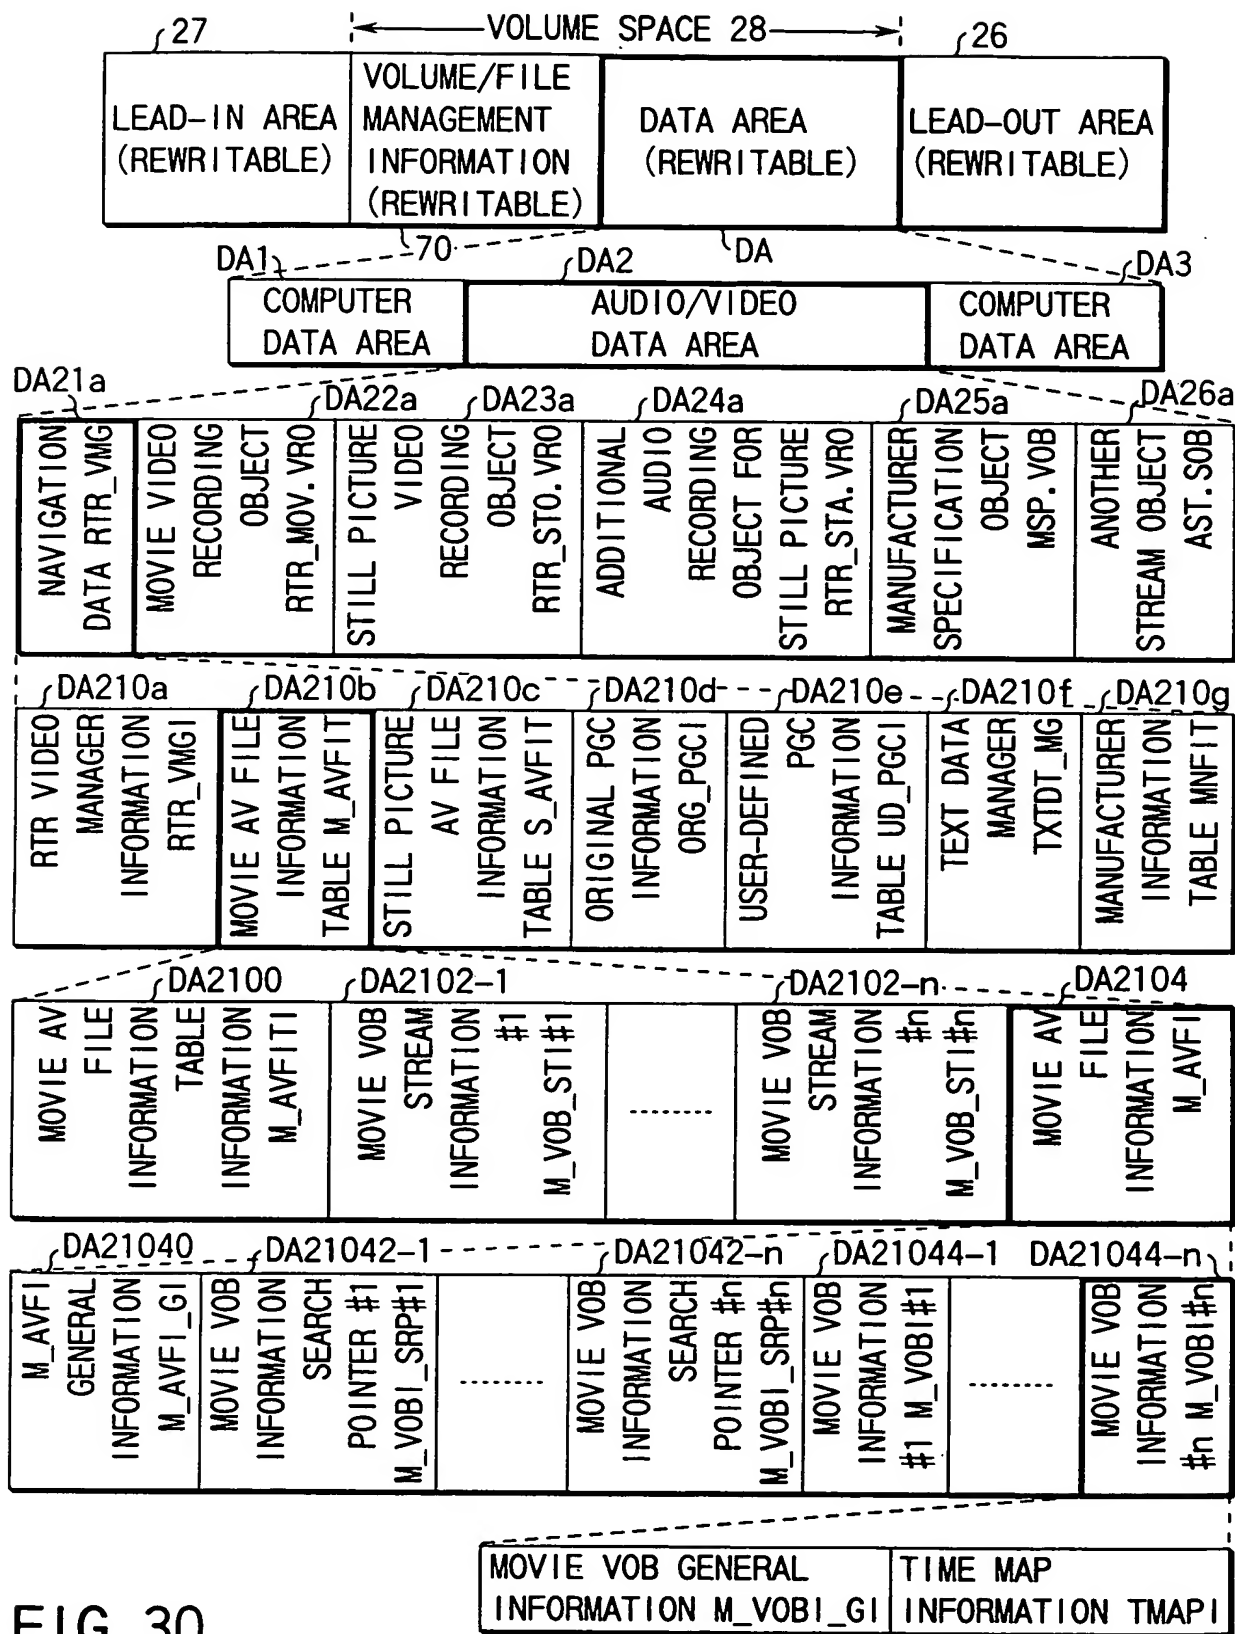 27
VOLUME SPACE 28
26
LEAD-IN AREA
(REWRITABLE)
VOLUME/FILE
MANAGEMENT
INFORMATION
(REWRITABLE)
DATA AREA
(REWRITABLE)
LEAD-OUT AREA
(REWRITABLE)
70
DA
DA1
DA2
DA3
COMPUTER
DATA AREA
AUDIO/VIDEO
DATA AREA
COMPUTER
DATA AREA
DA21a
DA22a
DA23a
DA24a
DA25a
DA26a
NAVIGATION
DATA RTR_VMG
MOVIE VIDEO
RECORDING
OBJECT
RTR_MOV.VRO
STILL PICTURE
VIDEO
RECORDING
OBJECT
RTR_STO.VRO
ADDITIONAL
AUDIO
RECORDING
OBJECT FOR
STILL PICTURE
RTR_STA.VRO
MANUFACTURER
SPECIFICATION
OBJECT
MSP.VOB
ANOTHER
STREAM OBJECT
AST.SOB
DA210a
DA210b
DA210c
DA210d
DA210e
DA210f
DA210g
RTR VIDEO
MANAGER
INFORMATION
RTR_VMGI
MOVIE AV FILE
INFORMATION
TABLE M_AVFIT
STILL PICTURE
AV FILE
INFORMATION
TABLE S_AVFIT
ORIGINAL PGC
INFORMATION
ORG_PGCI
USER-DEFINED
PGC
INFORMATION
TABLE UD_PGCI
TEXT DATA
MANAGER
TXTDT_MG
MANUFACTURER
INFORMATION
TABLE MNFIT
DA2100
DA2102-1
DA2102-n
DA2104
MOVIE AV
FILE
INFORMATION
TABLE
INFORMATION
M_AVFITI
MOVIE VOB
STREAM
INFORMATION
#1
M_VOB_STI#1
MOVIE VOB
STREAM
INFORMATION
#n
M_VOB_STI#n
MOVIE AV
FILE
INFORMATION
M_AVFI
DA21040
DA21042-1
DA21042-n
DA21044-1
DA21044-n
M_AVFI
GENERAL
INFORMATION
M_AVFI_GI
MOVIE VOB
INFORMATION
SEARCH
POINTER #1
M_VOBI_SRP#1
MOVIE VOB
INFORMATION
SEARCH
POINTER #n
M_VOBI_SRP#n
MOVIE VOB
INFORMATION
#1 M_VOBI#1
MOVIE VOB
INFORMATION
#n M_VOBI#n
MOVIE VOB GENERAL
INFORMATION M_VOBI_GI
TIME MAP
INFORMATION TMAPI
FIG. 30